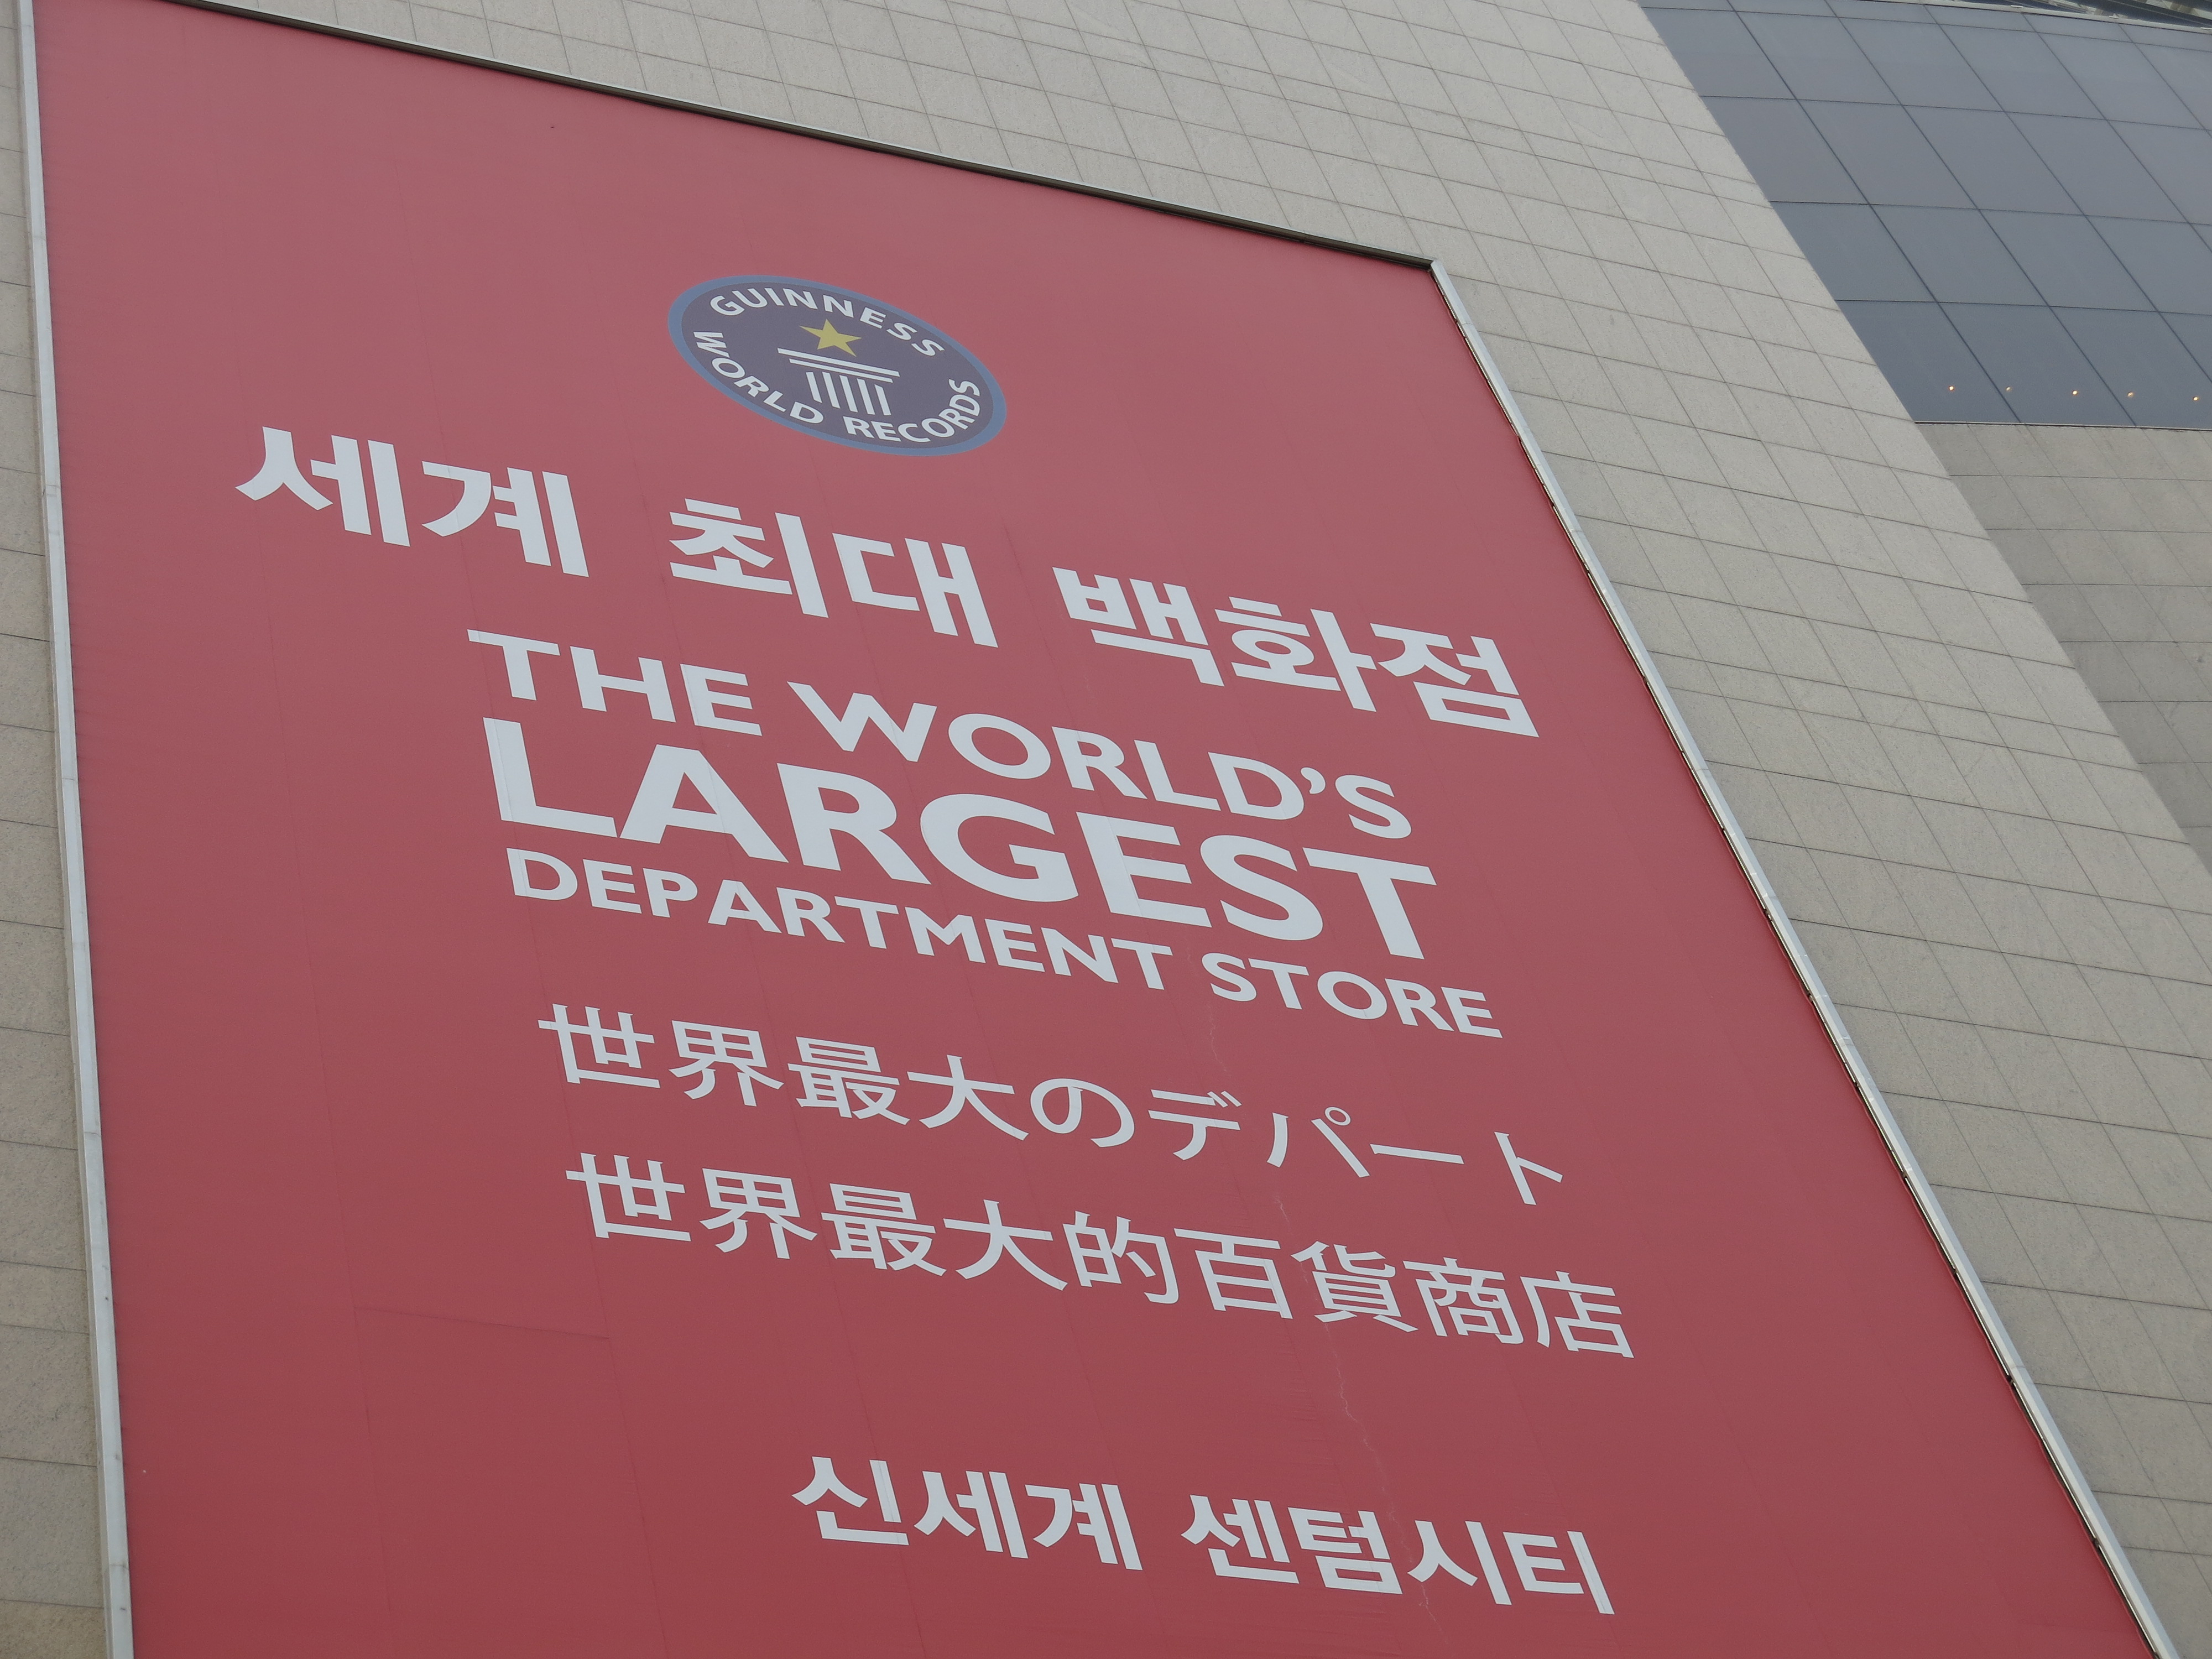 GUINNESS
WORLD RECORDS
세계 최대 백화점
THE WORLD'S
LARGEST
DEPARTMENT STORE
世界最大のデパート
世界最大的百貨商店
신세계 센텀시티